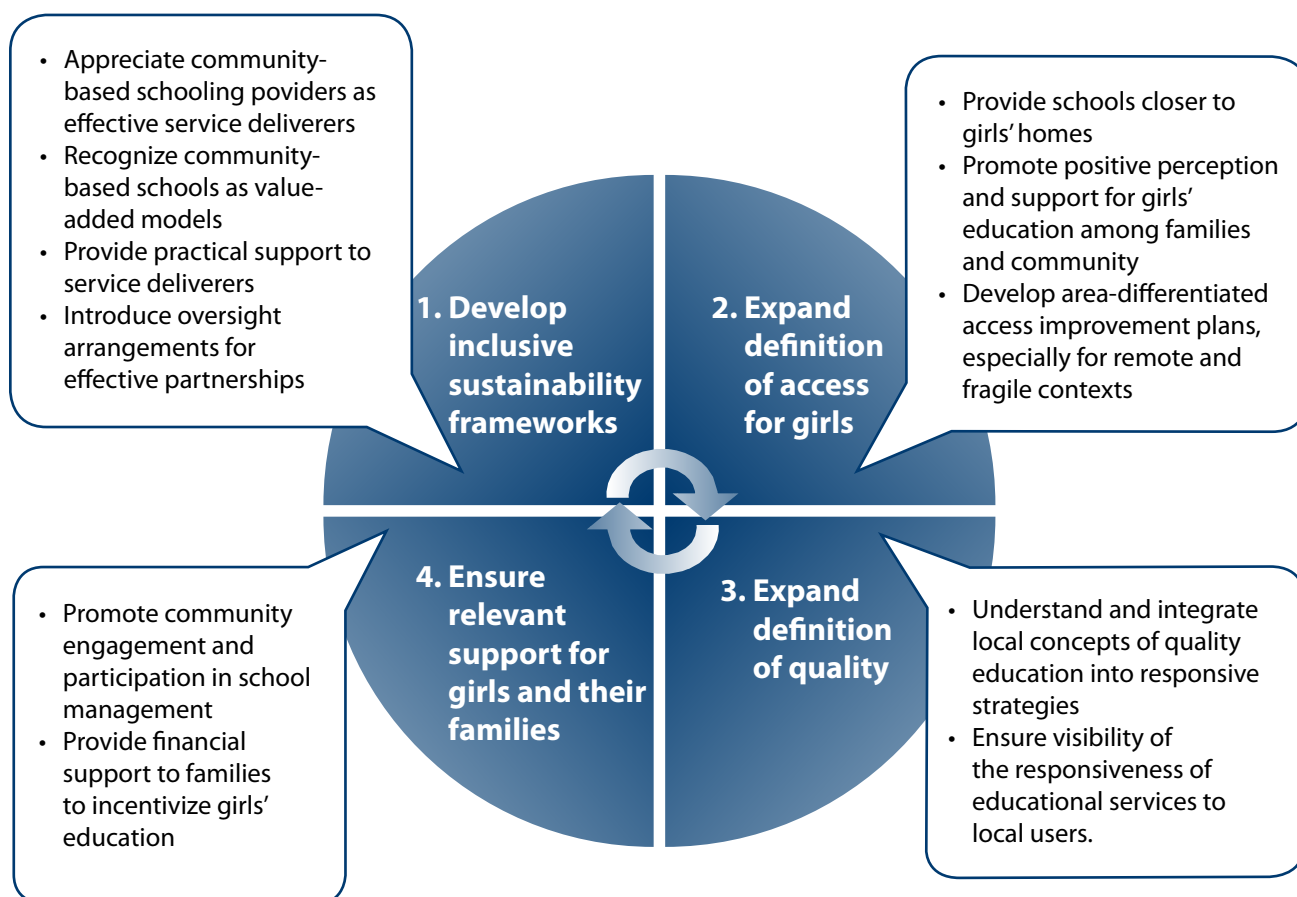 • Appreciate community-
based schooling poviders as
effective service deliverers
• Recognize community-
based schools as value-
added models
• Provide practical support to
service deliverers
• Introduce oversight
arrangements for
effective partnerships
• Provide schools closer to
girls’ homes
• Promote positive perception
and support for girls’
education among families
and community
• Develop area-differentiated
access improvement plans,
especially for remote and
fragile contexts
1. Develop
inclusive
sustainability
frameworks
2. Expand
definition
of access
for girls
4. Ensure
relevant
support for
girls and their
families
3. Expand
definition
of quality
• Promote community
engagement and
participation in school
management
• Provide financial
support to families
to incentivize girls’
education
• Understand and integrate
local concepts of quality
education into responsive
strategies
• Ensure visibility of
the responsiveness of
educational services to
local users.